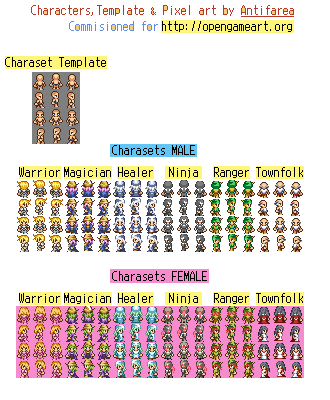 Characters,Template & Pixel art by Antifarea
Commisioned for http://opengameart.org
Charaset Template
Charasets MALE
Warrior Magician Healer Ninja Ranger Townfolk
Charasets FEMALE
Warrior Magician Healer Ninja Ranger Townfolk